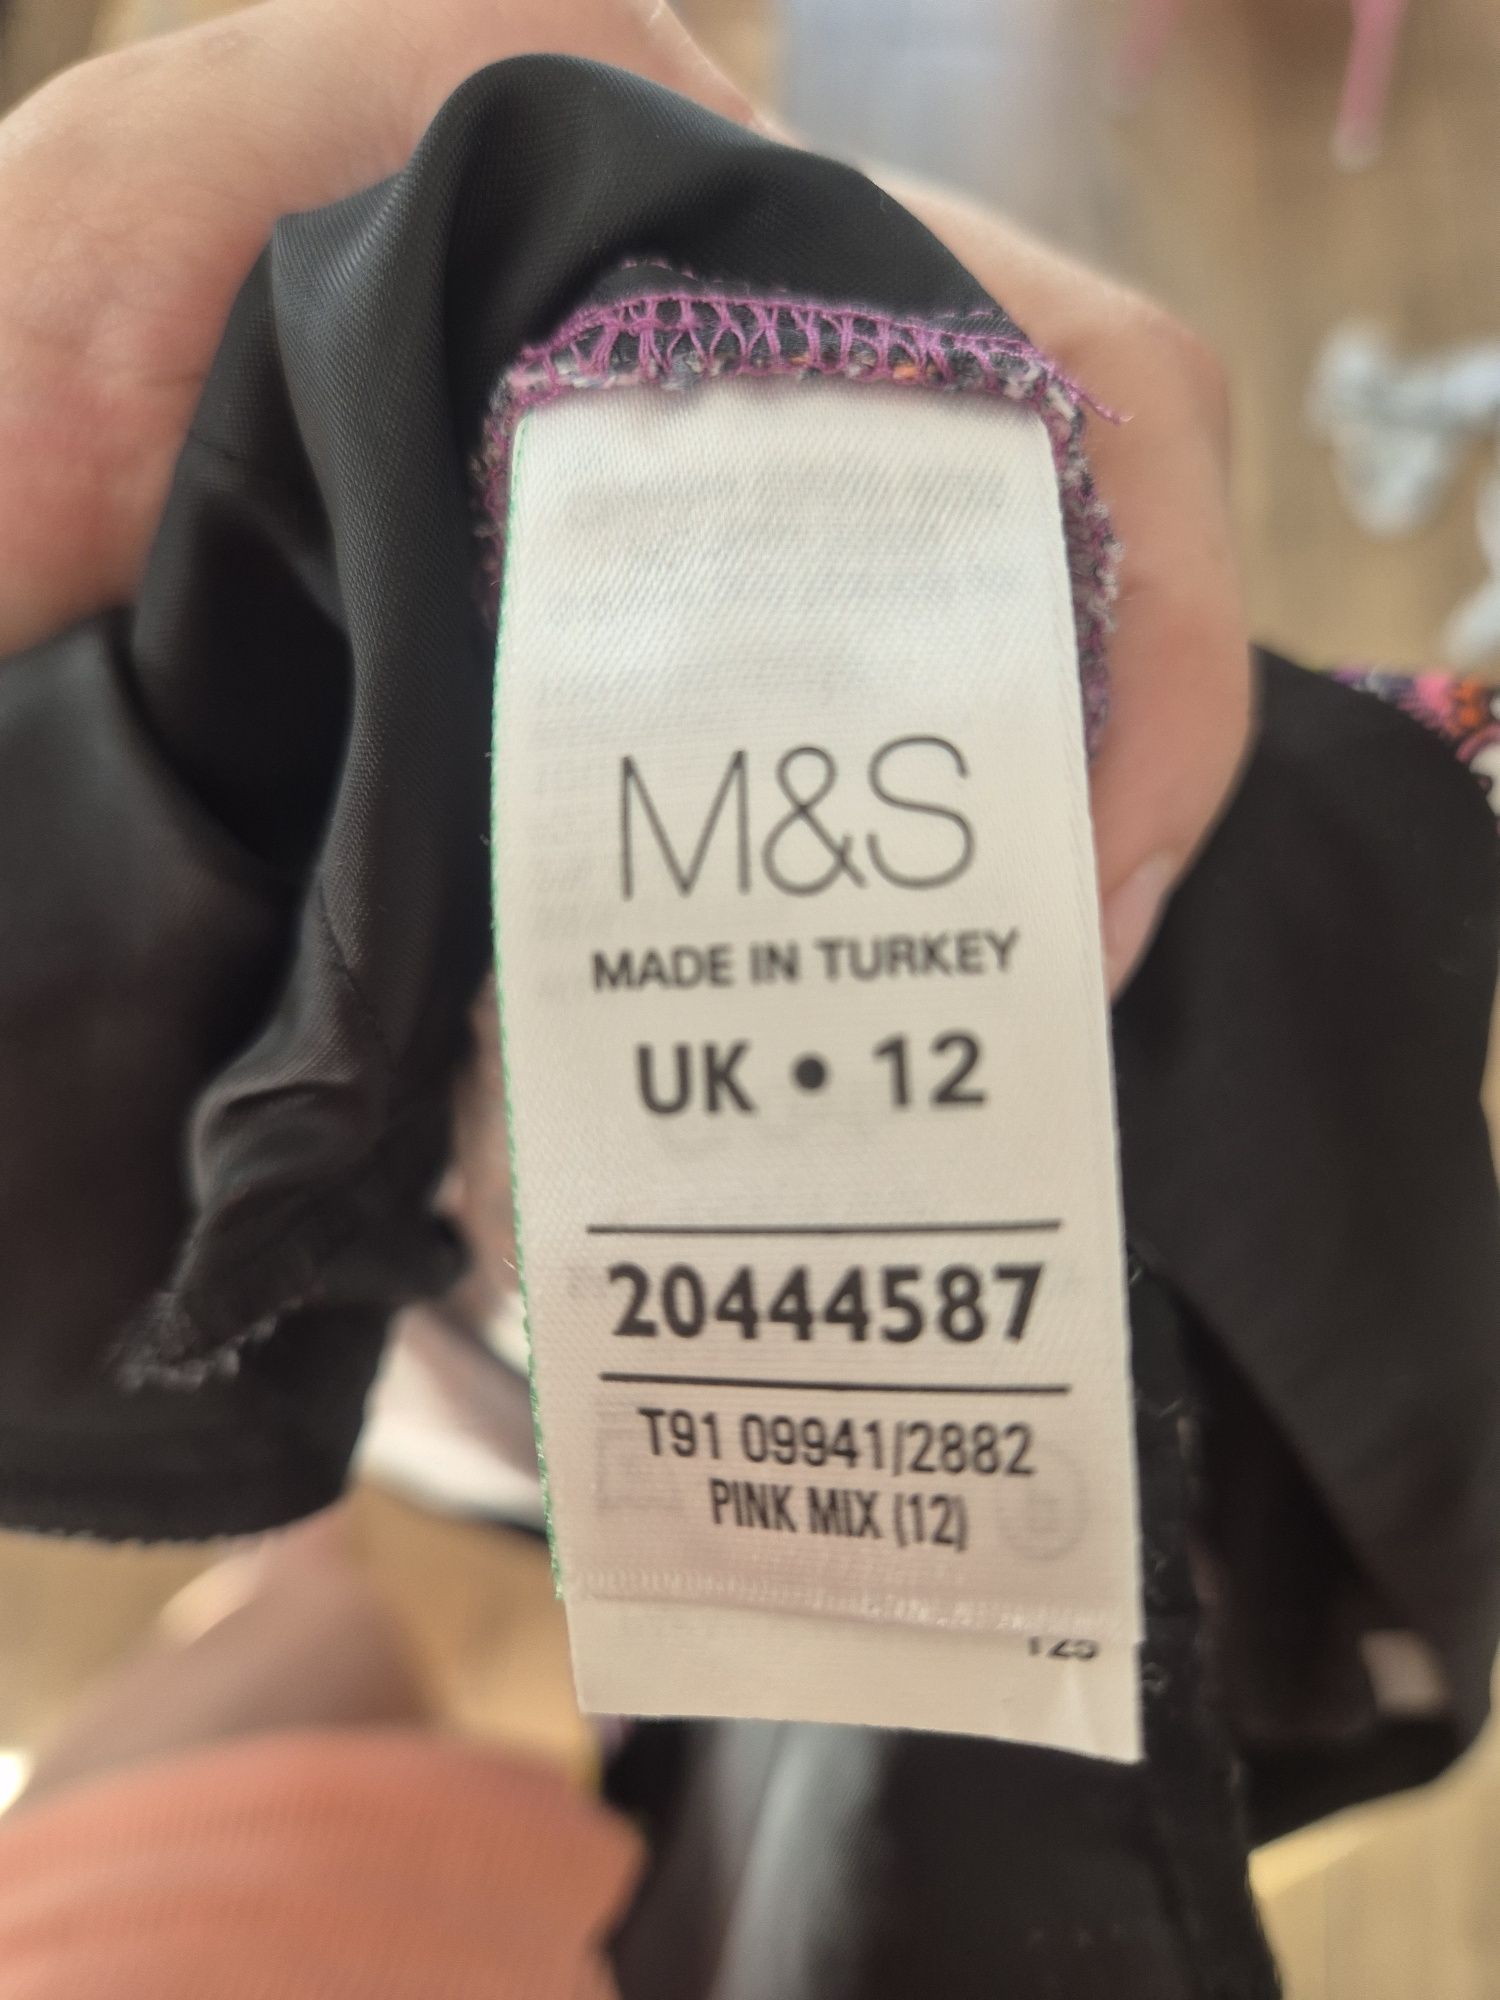 M&S
MADE IN TURKEY
UK • 12
20444587
T91 09941/2882
PINK MIX (12)